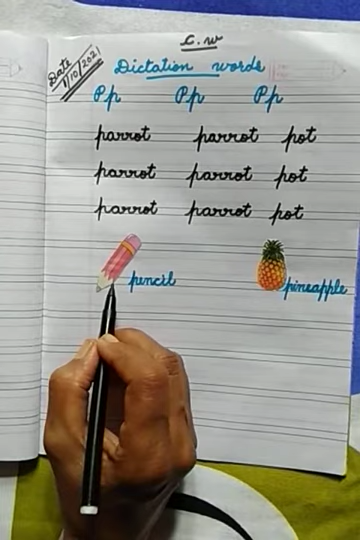 C.W
Date
1/10/2021
Dictation words
Pp Pp Pp
parrot parrot pot
parrot parrot pot
parrot parrot pot
pencil pineapple